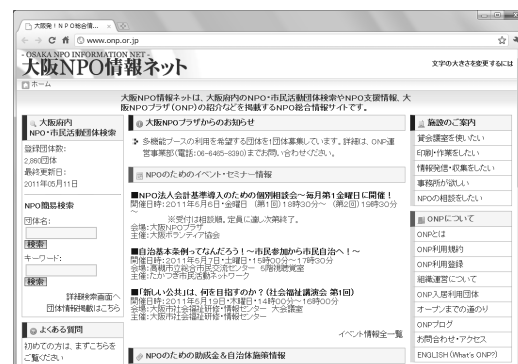 大阪発！NPO総合情...
www.onp.or.jp
- OSAKA NPO INFORMATION NET -
大阪NPO情報ネット
文字の大きさを変更するには
ホーム
大阪NPO情報ネットは、大阪府内のNPO・市民活動団体検索やNPO支援情報、大
阪NPOプラザ(ONP)の紹介などを掲載するNPO総合情報サイトです。
大阪府内
NPO・市民活動団体検索
登録団体数:
2,860団体
最終更新日:
2011年05月11日
NPO簡易検索
団体名:
検索
キーワード:
検索
詳細検索画面へ
団体情報掲載はこちら
よくある質問
初めての方は、まずこちらを
ご覧ください
大阪NPOプラザからのお知らせ
多機能ブースの利用を希望する団体を1団体募集しています。詳細は、ONP運
営事業部(電話:06-6465-8390)までお問い合わせください。
NPOのためのイベント・セミナー情報
■NPO法人会計基準導入のための個別相談会～毎月第1金曜日に開催！
開催日時:2011年6月6日・金曜日 (第1回)18時30分～ (第2回)19時30分
～
※受付は相談順。定員に達し次第終了。
会場:大阪NPOプラザ
主催:大阪ボランティア協会
■自治基本条例ってなんだろう！～市民参加から市民自治へ！～
開催日時:2011年5月7日・土曜日・15時00分～17時30分
会場:高槻市立総合市民交流センター 5階視聴覚室
主催:たかつき市民活動ネットワーク
■「新しい公共」は、何を目指すのか？(社会福祉講演会 第1回)
開催日時:2011年5月19日・木曜日・14時00分～16時00分
会場:大阪市社会福祉研修・情報センター 大会議室
主催:大阪市社会福祉研修・情報センター
イベント情報全一覧
NPOのための助成金＆自治体施策情報
施設のご案内
貸会議室を使いたい
印刷・作業をしたい
情報発信・収集をしたい
事務所が欲しい
NPOの相談をしたい
ONPについて
ONPとは
ONP利用規約
ONP利用登録
組織運営について
ONP入居利用団体
オープンまでの道のり
ONPブログ
お問合わせ・アクセス
ENGLISH (What's ONP?)